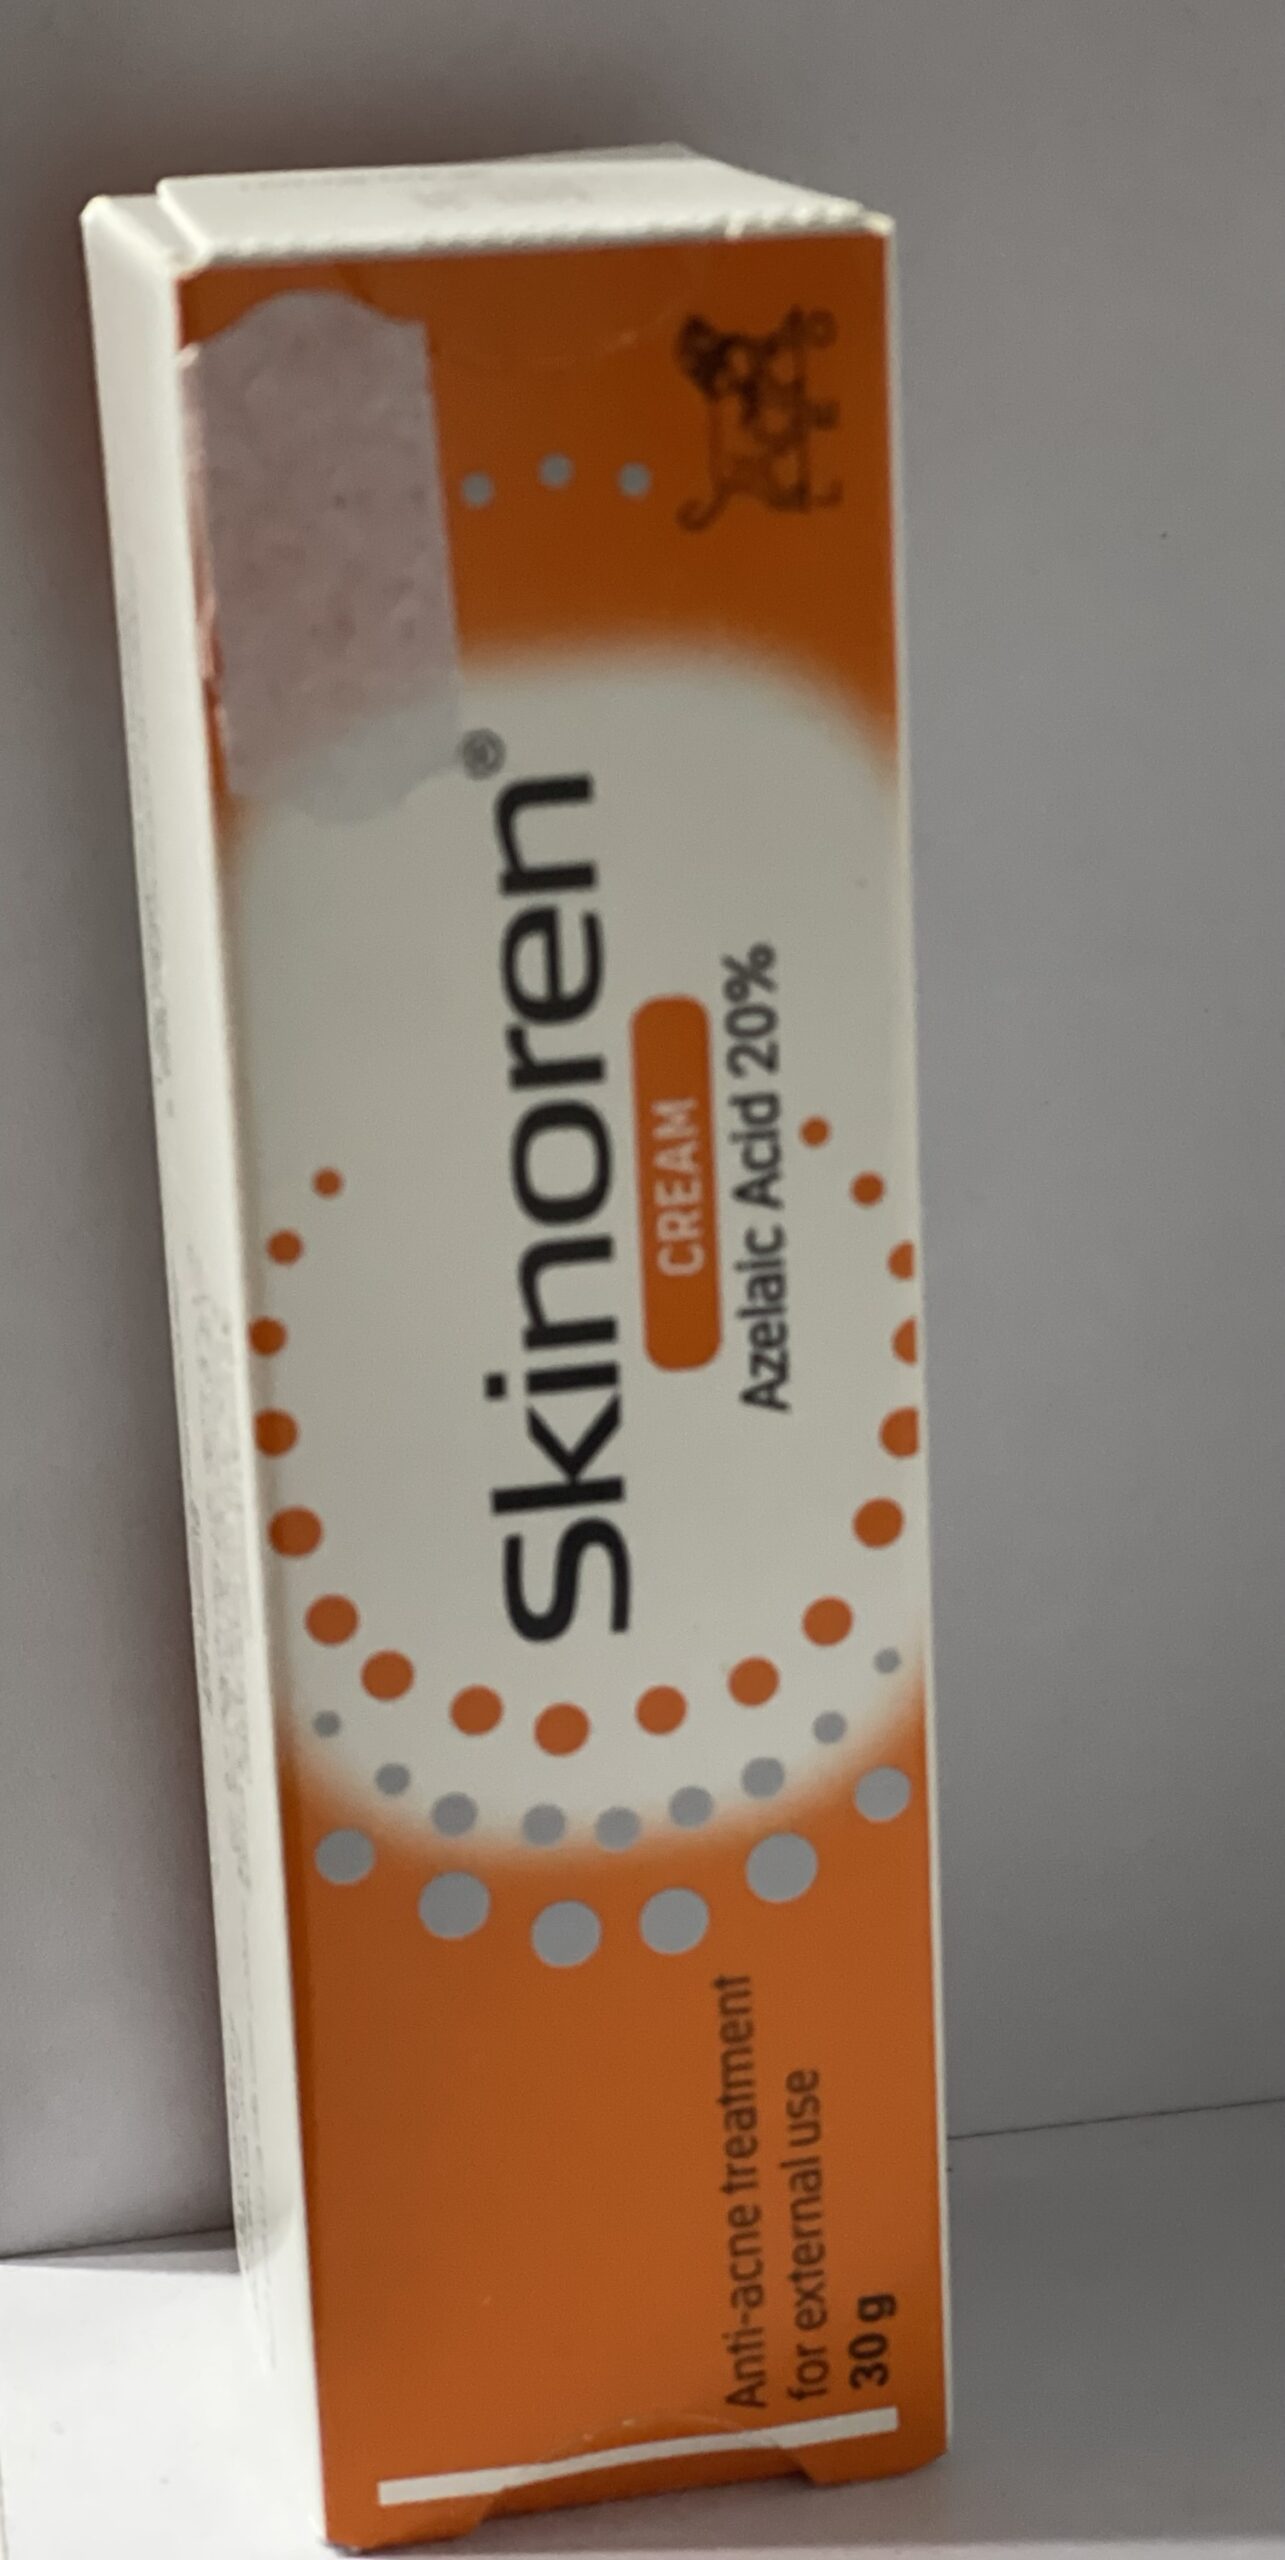 Skinoren®
CREAM
Azelaic Acid 20%
Anti-acne treatment
for external use
30 g